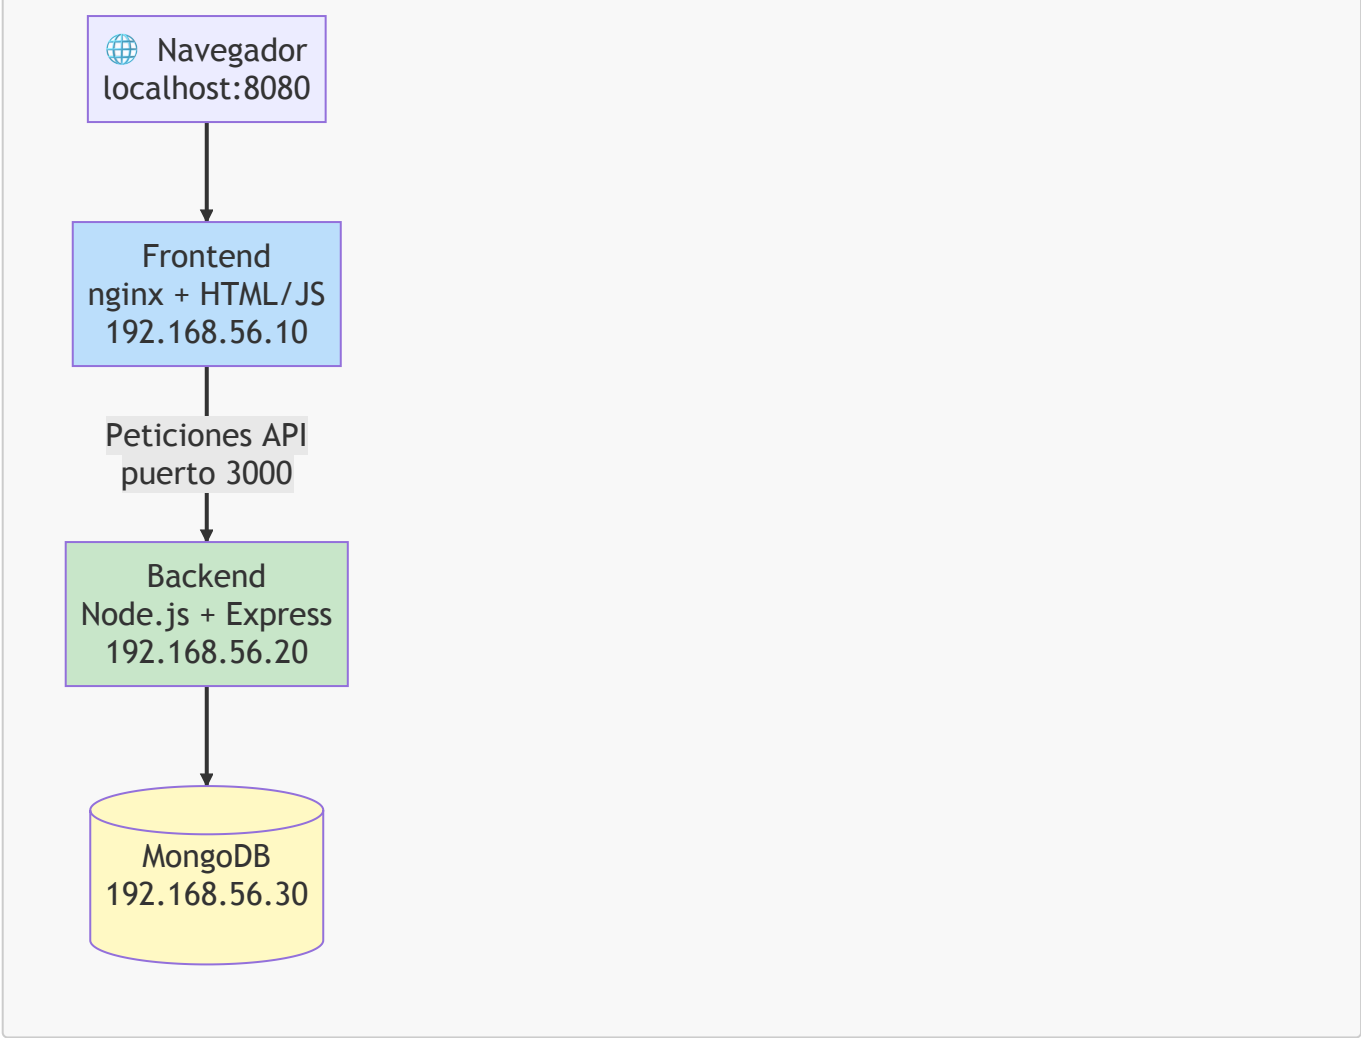 Navegador
localhost:8080
Frontend
nginx + HTML/JS
192.168.56.10
Peticiones API
puerto 3000
Backend
Node.js + Express
192.168.56.20
MongoDB
192.168.56.30